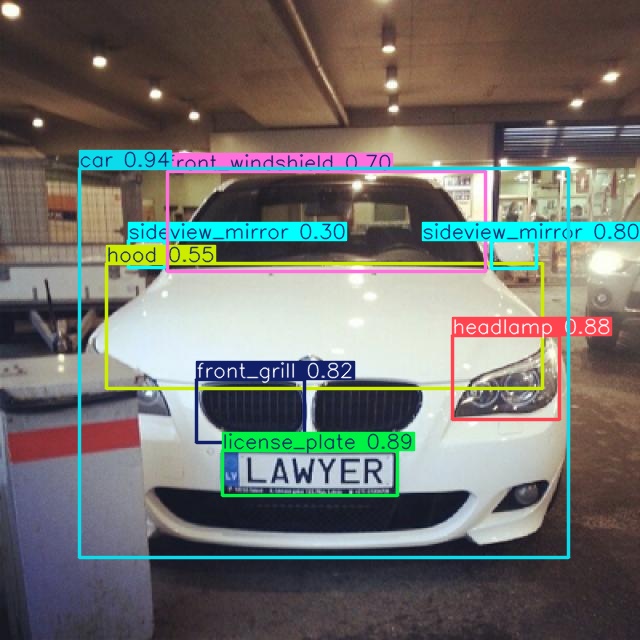 car 0.94
front_windshield 0.70
sideview_mirror 0.30
sideview_mirror 0.80
hood 0.55
headlamp 0.88
front_grill 0.82
license_plate 0.89
LV
LAWYER